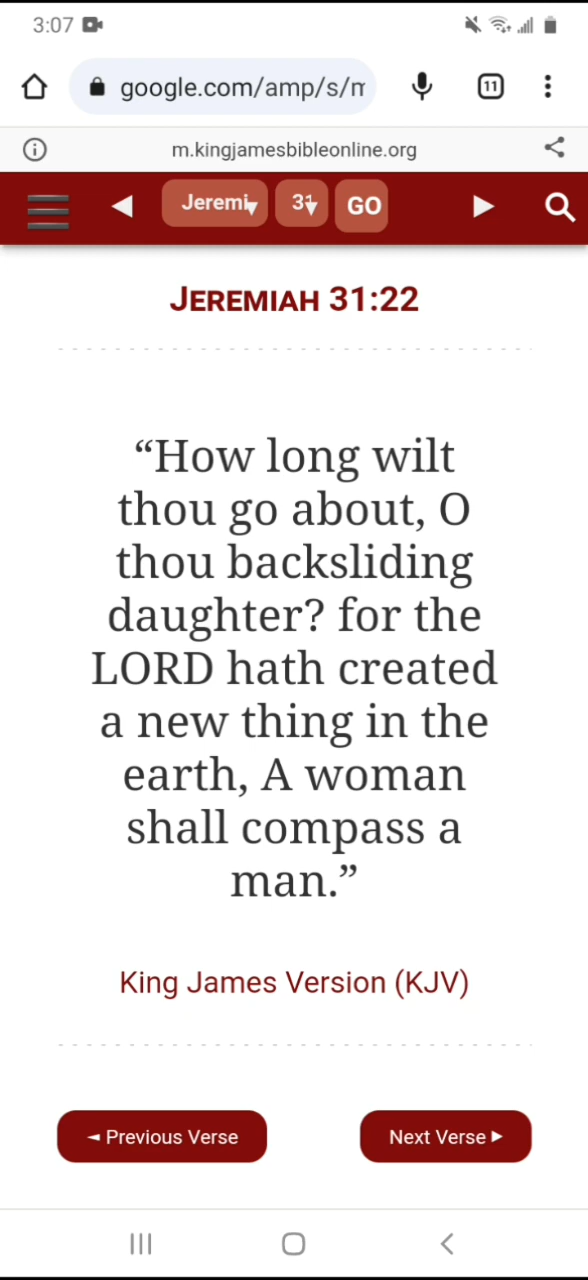 3:07
google.com/amp/s/m
11
m.kingjamesbibleonline.org
Jeremi 31 GO
JEREMIAH 31:22
“How long wilt
thou go about, O
thou backsliding
daughter? for the
LORD hath created
a new thing in the
earth, A woman
shall compass a
man.”
King James Version (KJV)
◄ Previous Verse
Next Verse ►